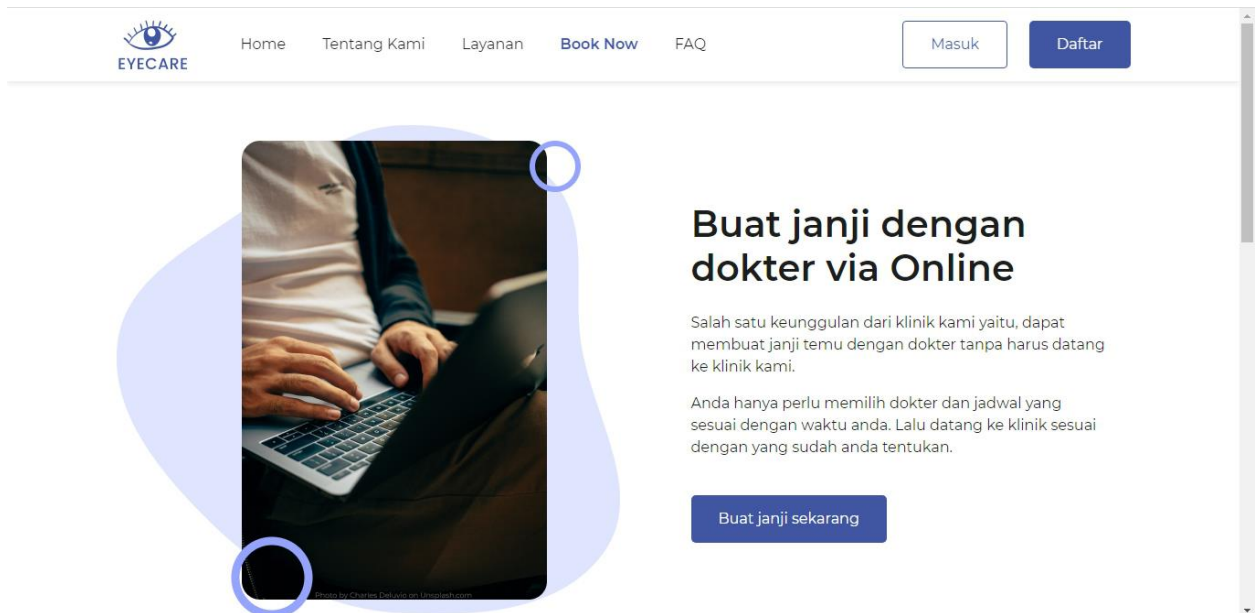 EYECARE
Home
Tentang Kami
Layanan
Book Now
FAQ
Masuk
Daftar
Buat janji dengan
dokter via Online
Salah satu keunggulan dari klinik kami yaitu, dapat
membuat janji temu dengan dokter tanpa harus datang
ke klinik kami.
Anda hanya perlu memilih dokter dan jadwal yang
sesuai dengan waktu anda. Lalu datang ke klinik sesuai
dengan yang sudah anda tentukan.
Buat janji sekarang
Photo by Charles Deluvio on Unsplash.com